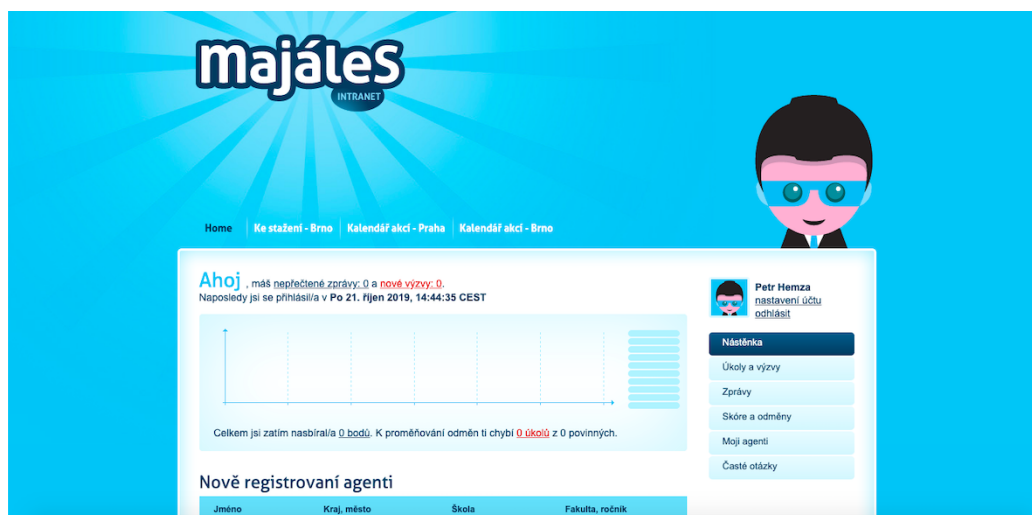 majáles
INTRANET
Home Ke stažení - Brno Kalendář akcí - Praha Kalendář akcí - Brno
Ahoj , máš nepřečtené zprávy: 0 a nové výzvy: 0.
Naposledy jsi se přihlásil/a v Po 21. říjen 2019, 14:44:35 CEST
Celkem jsi zatím nasbíral/a 0 bodů. K proměňování odměn ti chybí 0 úkolů z 0 povinných.
Nově registrovaní agenti
Jméno Kraj, město Škola Fakulta, ročník
Petr Hemza
nastavení účtu
odhlásit
Nástěnka
Úkoly a výzvy
Zprávy
Skóre a odměny
Moji agenti
Časté otázky